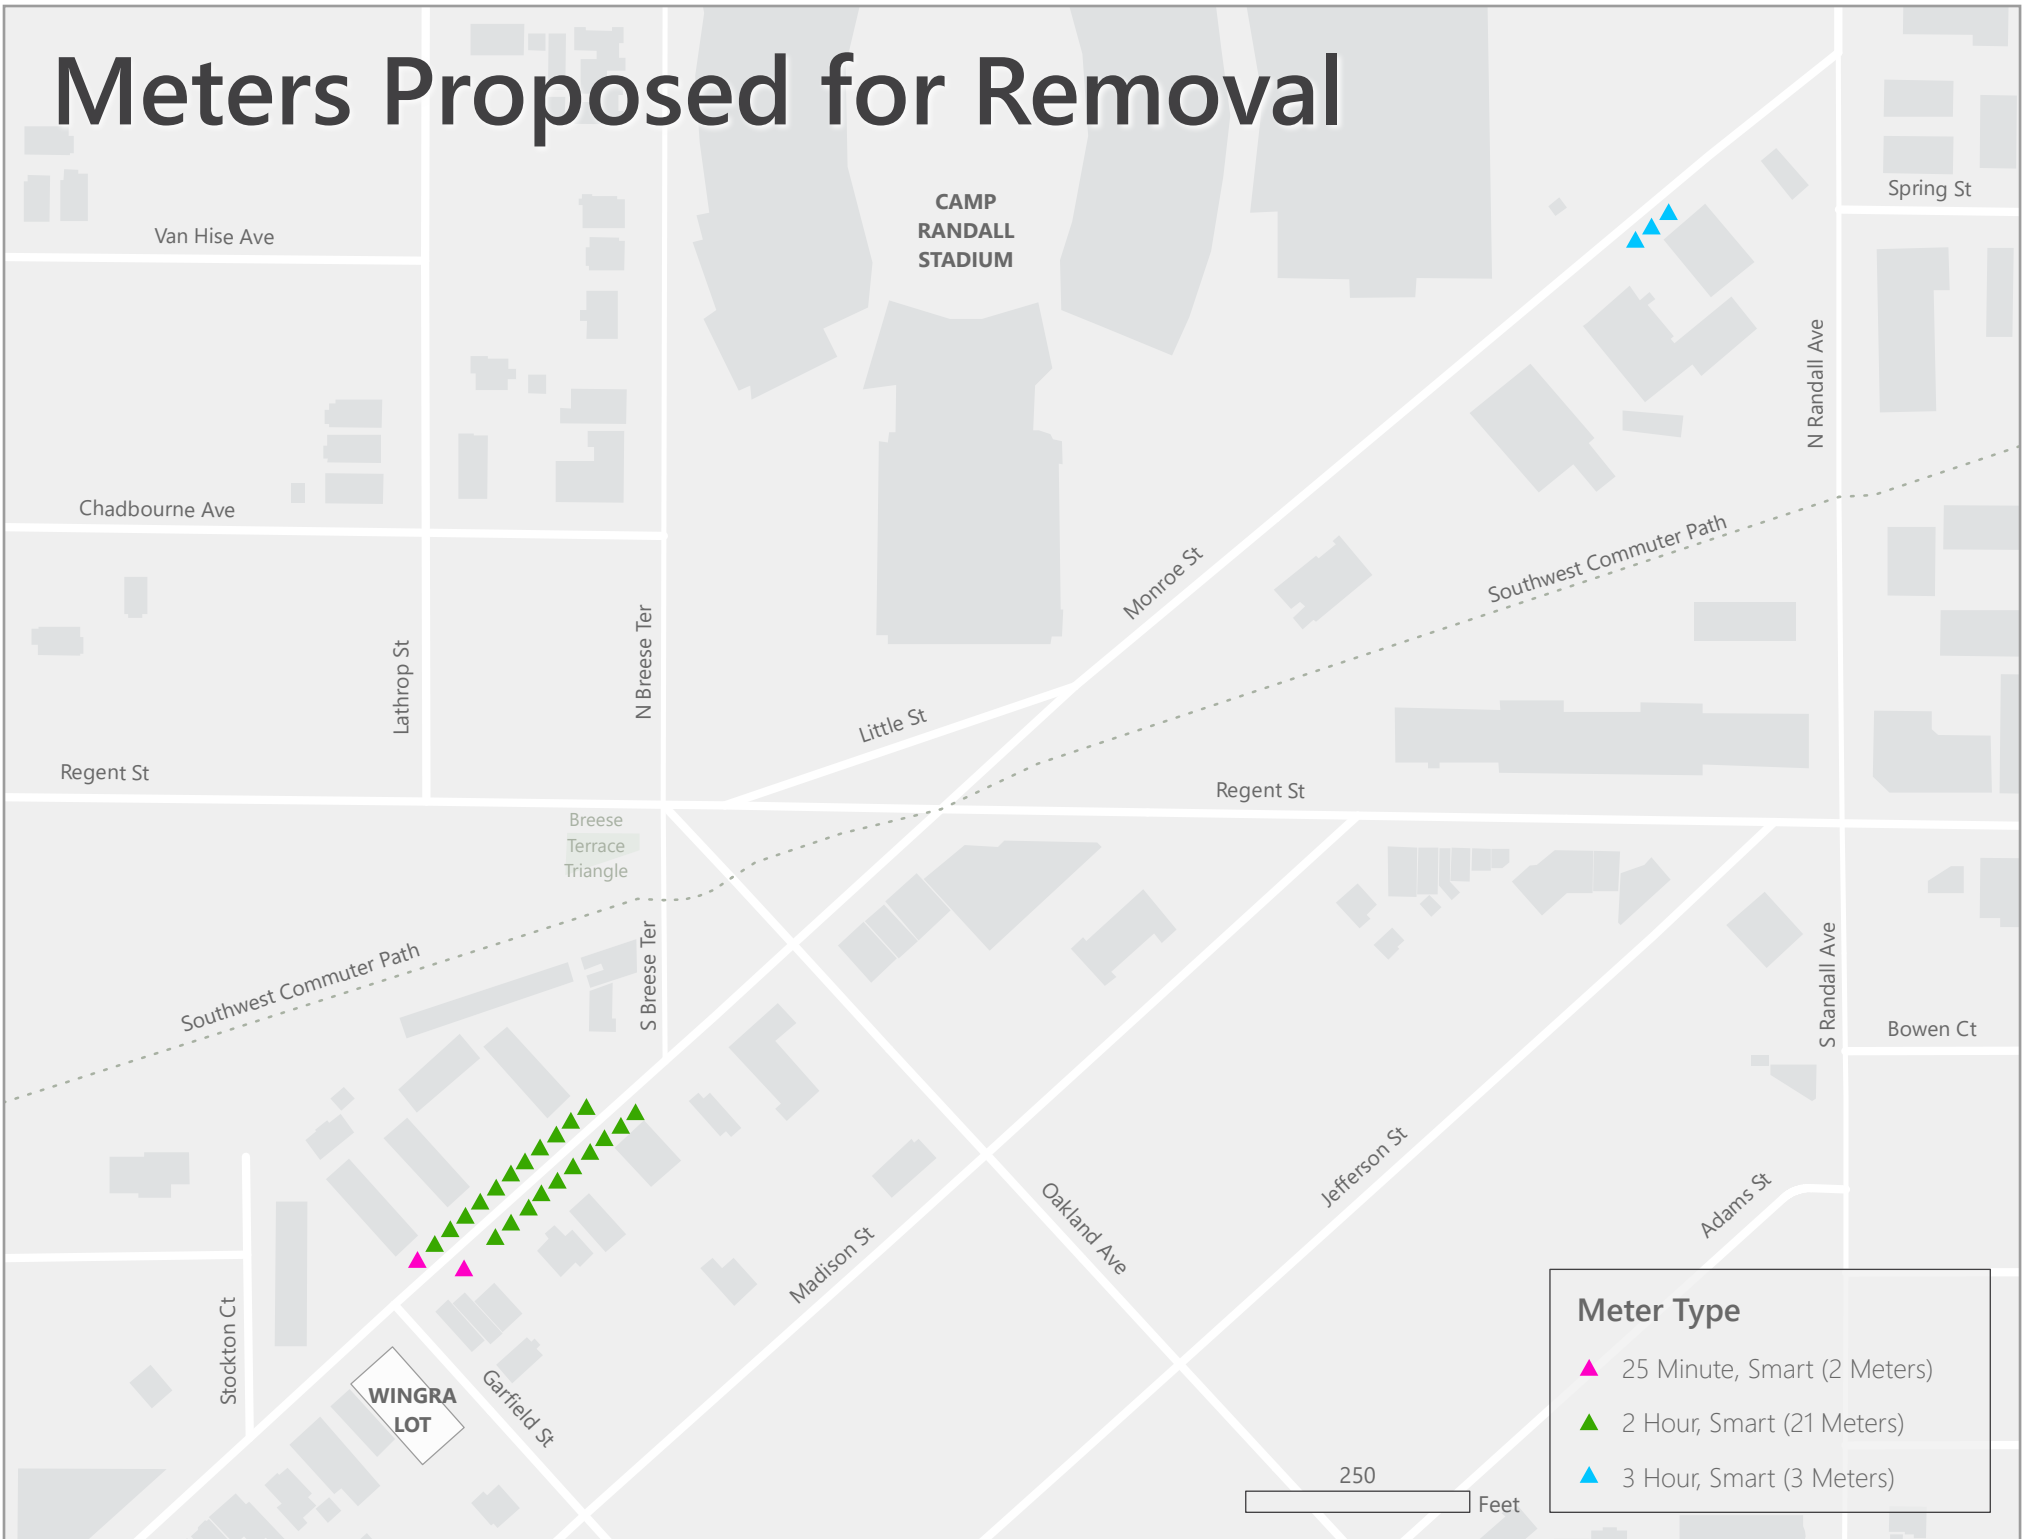 Meters Proposed for Removal
CAMP
RANDALL
STADIUM
Spring St
Van Hise Ave
N Randall Ave
Chadbourne Ave
Southwest Commuter Path
Monroe St
N Breese Ter
Lathrop St
Little St
Regent St
Regent St
Breese
Terrace
Triangle
S Breese Ter
Southwest Commuter Path
S Randall Ave
Bowen Ct
Jefferson St
Adams St
Oakland Ave
Madison St
Stockton Ct
Garfield St
WINGRA
LOT
Meter Type
25 Minute, Smart (2 Meters)
2 Hour, Smart (21 Meters)
3 Hour, Smart (3 Meters)
250
Feet